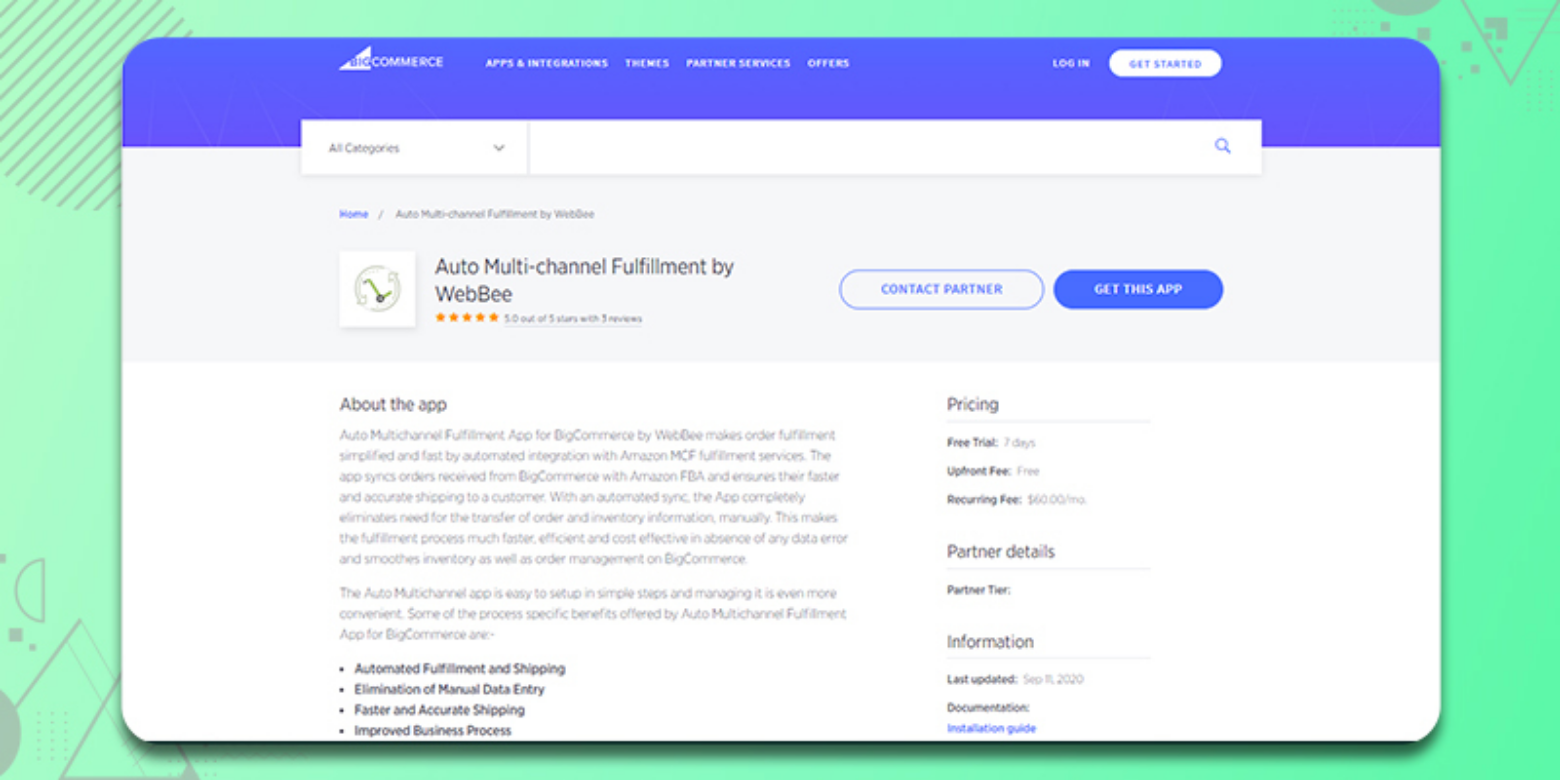 BIGCOMMERCE
APPS & INTEGRATIONS THEMES PARTNER SERVICES OFFERS
LOG IN GET STARTED
All Categories
Home / Auto Multi-channel Fulfillment by WebBee
Auto Multi-channel Fulfillment by
WebBee
5.0 out of 5 stars with 3 reviews
CONTACT PARTNER
GET THIS APP
About the app
Auto Multichannel Fulfillment App for BigCommerce by WebBee makes order fulfillment
simplified and fast by automated integration with Amazon MCF fulfillment services. The
app syncs orders received from BigCommerce with Amazon FBA and ensures their faster
and accurate shipping to a customer. With an automated sync, the App completely
eliminates need for the transfer of order and inventory information, manually. This makes
the fulfillment process much faster, efficient and cost effective in absence of any data error
and smoothes inventory as well as order management on BigCommerce.
The Auto Multichannel app is easy to setup in simple steps and managing it is even more
convenient. Some of the process specific benefits offered by Auto Multichannel Fulfillment
App for BigCommerce are:-
• Automated Fulfillment and Shipping
• Elimination of Manual Data Entry
• Faster and Accurate Shipping
• Improved Business Process
Pricing
Free Trial: 7 days
Upfront Fee: Free
Recurring Fee: $60.00/mo.
Partner details
Partner Tier:
Information
Last updated: Sep 11, 2020
Documentation:
Installation guide